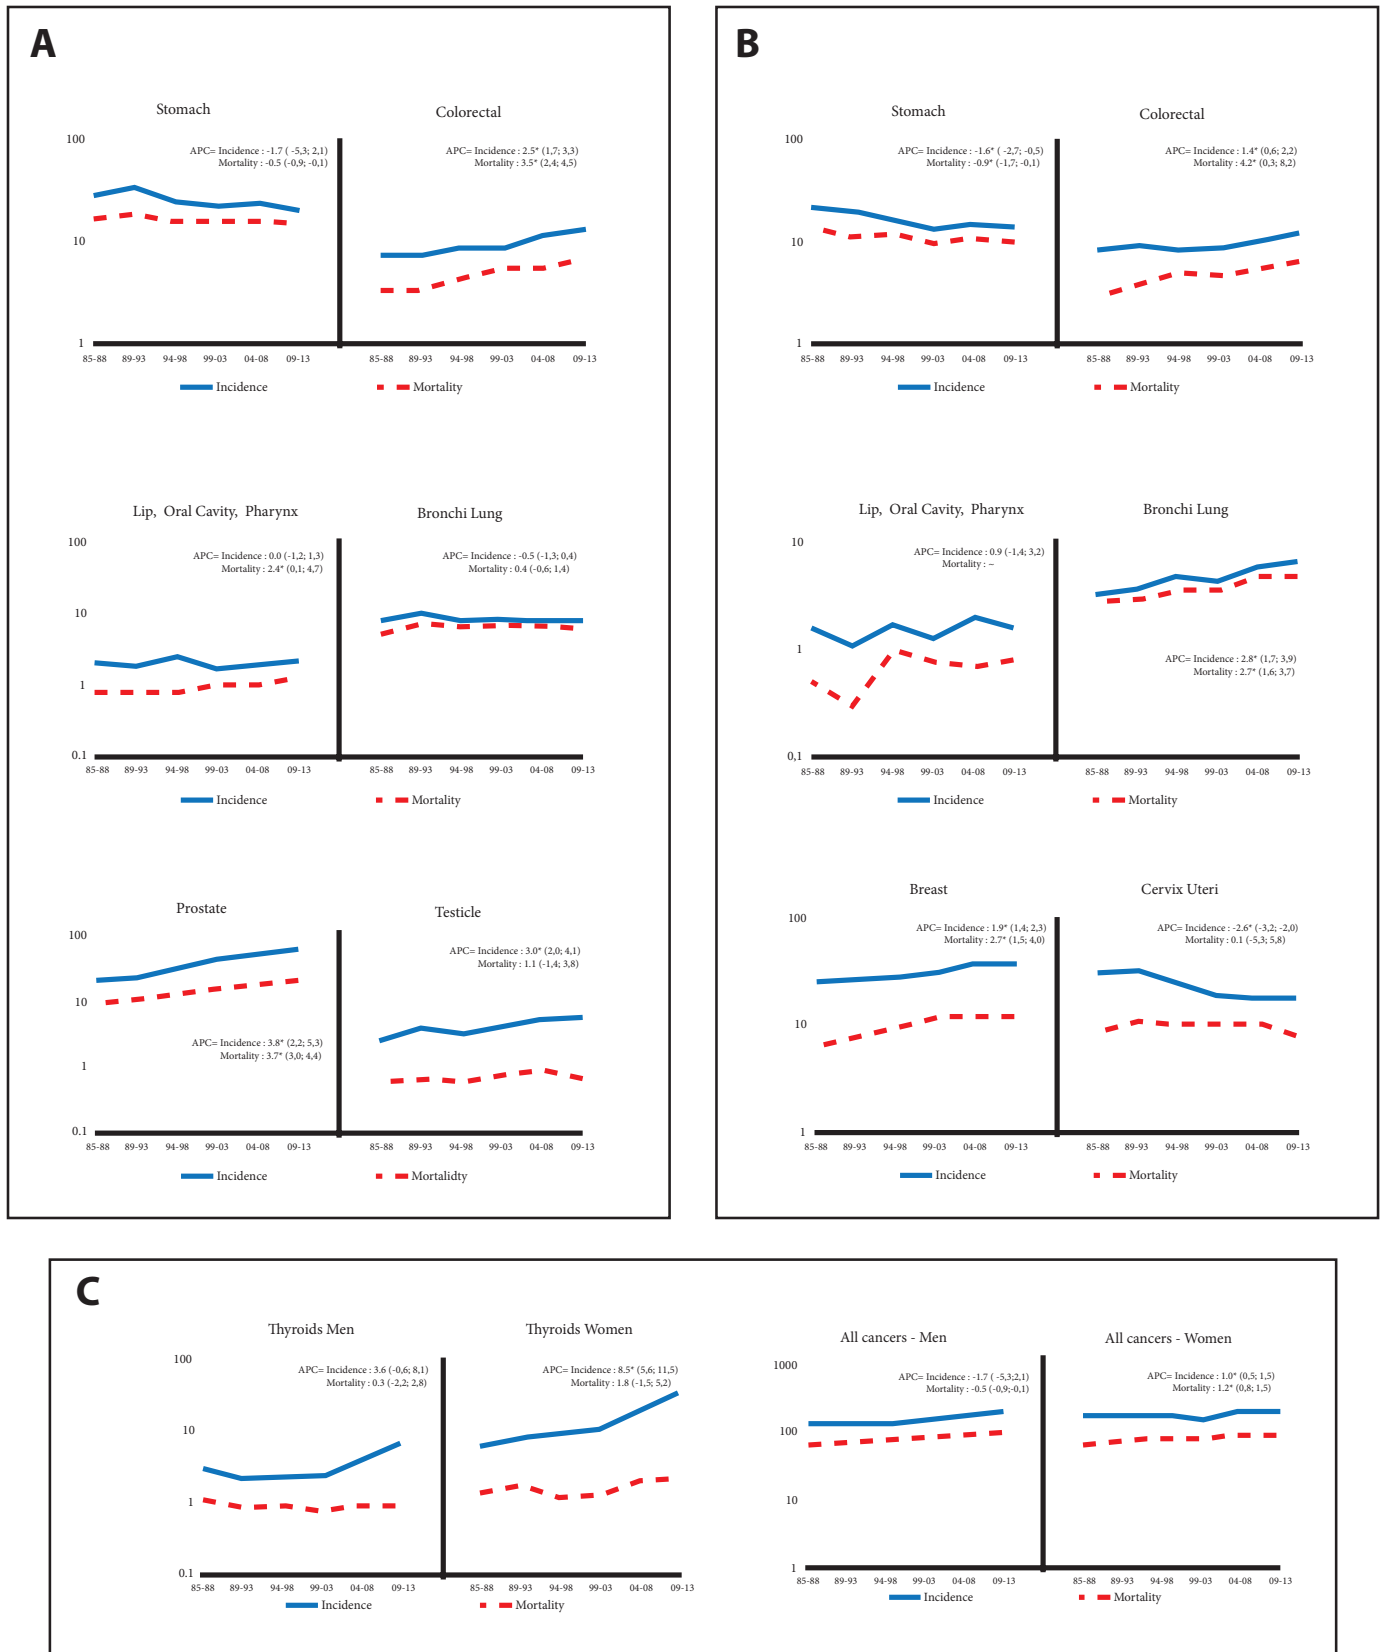 A
Stomach
Colorectal
100
10
1
APC= Incidence : -1.7 ( -5,3; 2,1)
Mortality : -0.5 (-0,9; -0,1)
APC= Incidence : 2.5* (1,7; 3,3)
Mortality : 3.5* (2,4; 4,5)
85-88 89-93 94-98 99-03 04-08 09-13
85-88 89-93 94-98 99-03 04-08 09-13
Incidence Mortality
Lip, Oral Cavity, Pharynx
Bronchi Lung
100
10
1
0.1
APC= Incidence : 0.0 (-1,2; 1,3)
Mortality : 2.4* (0,1; 4,7)
APC= Incidence : -0.5 (-1,3; 0,4)
Mortality : 0.4 (-0,6; 1,4)
85-88 89-93 94-98 99-03 04-08 09-13
85-88 89-93 94-98 99-03 04-08 09-13
Incidence Mortality
Prostate
Testicle
100
10
1
0.1
APC= Incidence : 3.8* (2,2; 5,3)
Mortality : 3.7* (3,0; 4,4)
APC= Incidence : 3.0* (2,0; 4,1)
Mortality : 1.1 (-1,4; 3,8)
85-88 89-93 94-98 99-03 04-08 09-13
85-88 89-93 94-98 99-03 04-08 09-13
Incidence Mortalidty
B
Stomach
Colorectal
100
10
1
APC= Incidence : -1.6* ( -2,7; -0,5)
Mortality : -0.9* (-1,7; -0,1)
APC= Incidence : 1.4* (0,6; 2,2)
Mortality : 4.2* (0,3; 8,2)
85-88 89-93 94-98 99-03 04-08 09-13
85-88 89-93 94-98 99-03 04-08 09-13
Incidence Mortality
Lip, Oral Cavity, Pharynx
Bronchi Lung
10
1
0,1
APC= Incidence : 0.9 (-1,4; 3,2)
Mortality : –
APC= Incidence : 2.8* (1,7; 3,9)
Mortality : 2.7* (1,6; 3,7)
85-88 89-93 94-98 99-03 04-08 09-13
85-88 89-93 94-98 99-03 04-08 09-13
Incidence Mortality
Breast
Cervix Uteri
100
10
1
APC= Incidence : 1.9* (1,4; 2,3)
Mortality : 2.7* (1,5; 4,0)
APC= Incidence : -2.6* (-3,2; -2,0)
Mortality : 0.1 (-5,3; 5,8)
85-88 89-93 94-98 99-03 04-08 09-13
85-88 89-93 94-98 99-03 04-08 09-13
Incidence Mortality
C
Thyroids Men
Thyroids Women
100
10
1
0.1
APC= Incidence : 3.6 (-0,6; 8,1)
Mortality : 0.3 (-2,2; 2,8)
APC= Incidence : 8.5* (5,6; 11,5)
Mortality : 1.8 (-1,5; 5,2)
85-88 89-93 94-98 99-03 04-08 09-13
85-88 89-93 94-98 99-03 04-08 09-13
Incidence Mortality
All cancers - Men
All cancers - Women
1000
100
10
1
APC= Incidence : -1.7 ( -5,3;2,1)
Mortality : -0.5 (-0,9;-0,1)
APC= Incidence : 1.0* (0,5; 1,5)
Mortality : 1.2* (0,8; 1,5)
85-88 89-93 94-98 99-03 04-08 09-13
85-88 89-93 94-98 99-03 04-08 09-13
Incidence Mortality